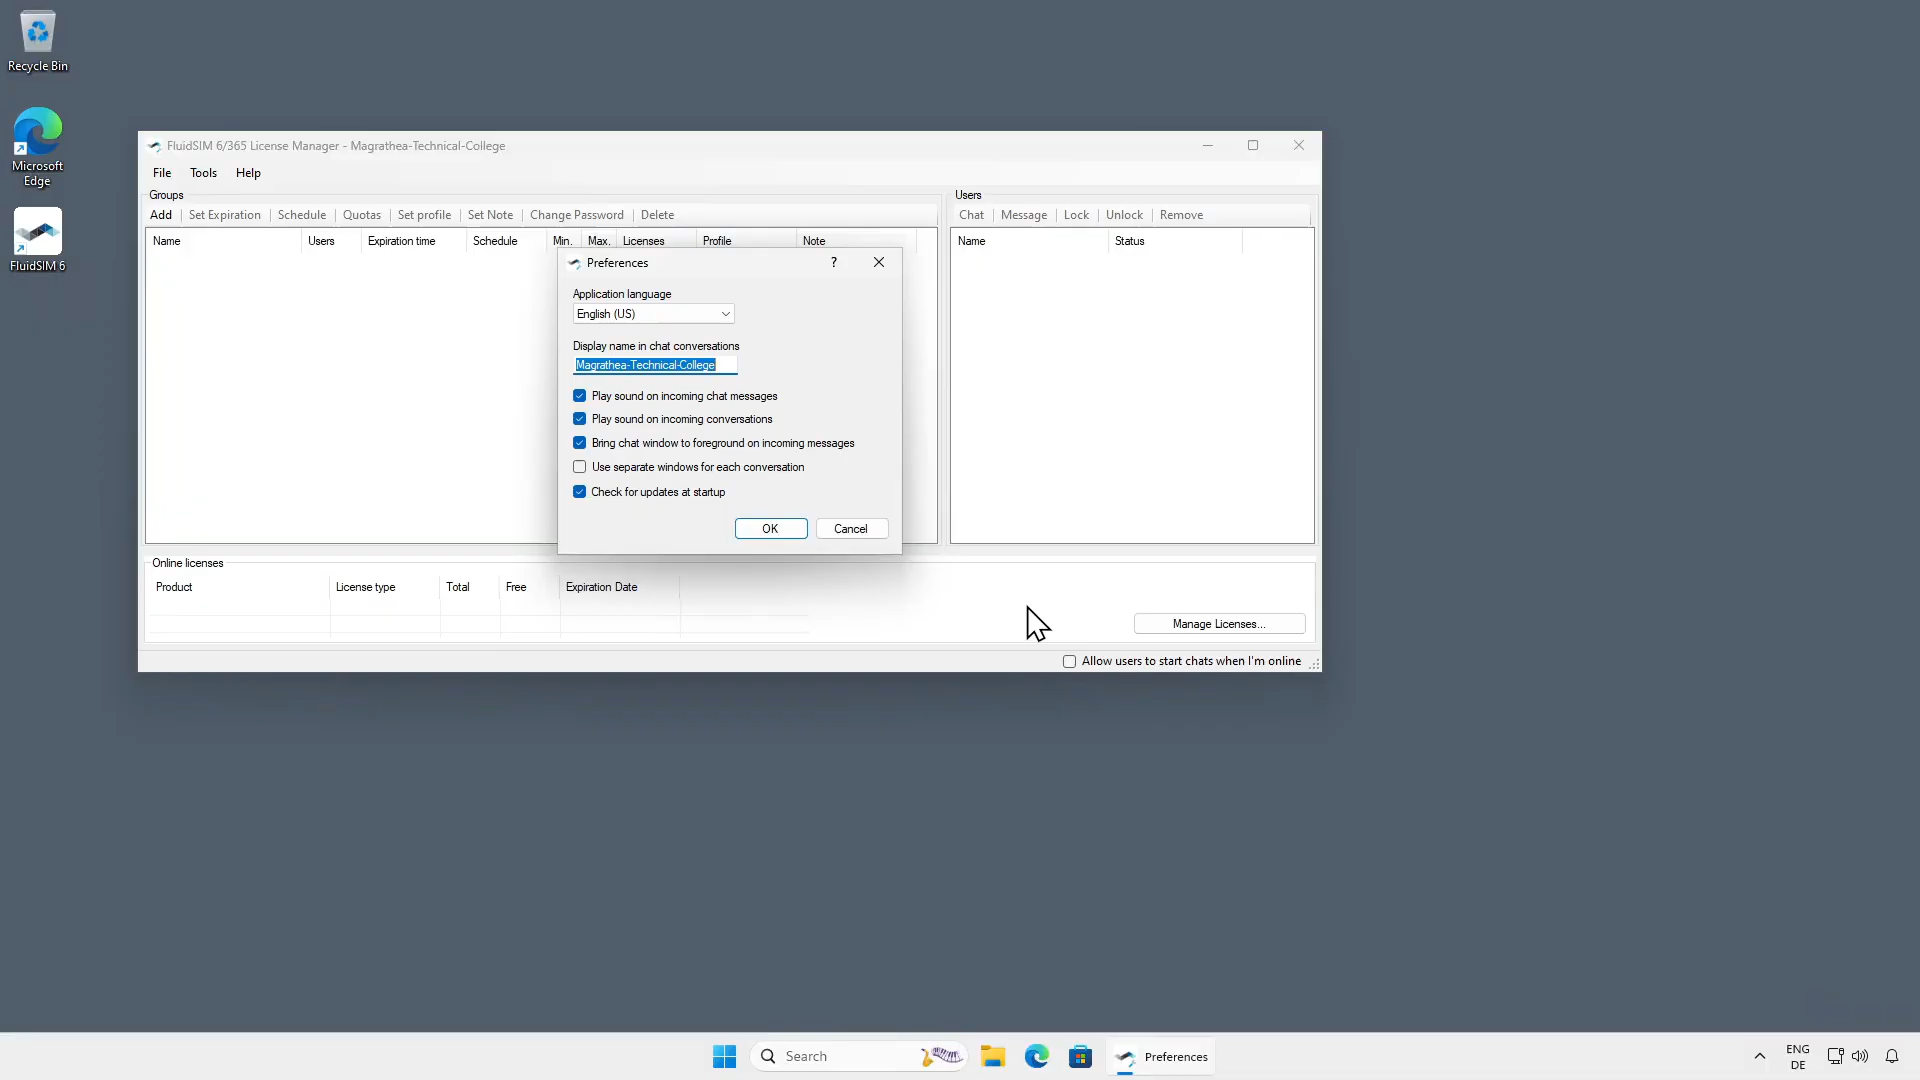 Recycle Bin
Microsoft
Edge
FluidSIM 6
FluidSIM 6/365 License Manager - Magrathea-Technical-College
File Tools Help
Groups
Add Set Expiration Schedule Quotas Set profile Set Note Change Password Delete
Name Users Expiration time Schedule Min. Max. Licenses Profile Note
Users
Chat Message Lock Unlock Remove
Name Status
Preferences ?
Application language
English (US)
Display name in chat conversations
Magrathea-Technical-College
Play sound on incoming chat messages
Play sound on incoming conversations
Bring chat window to foreground on incoming messages
Use separate windows for each conversation
Check for updates at startup
OK Cancel
Online licenses
Product License type Total Free Expiration Date
Manage Licenses...
Allow users to start chats when I'm online
Search
Preferences
ENG
DE